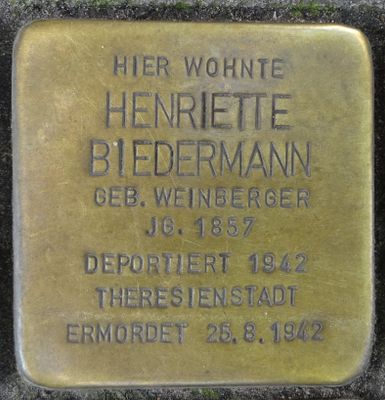 HIER WOHNTE
HENRIETTE
BIEDERMANN
GEB. WEINBERGER
JG. 1857
DEPORTIERT 1942
THERESIENSTADT
ERMORDET 25.8.1942